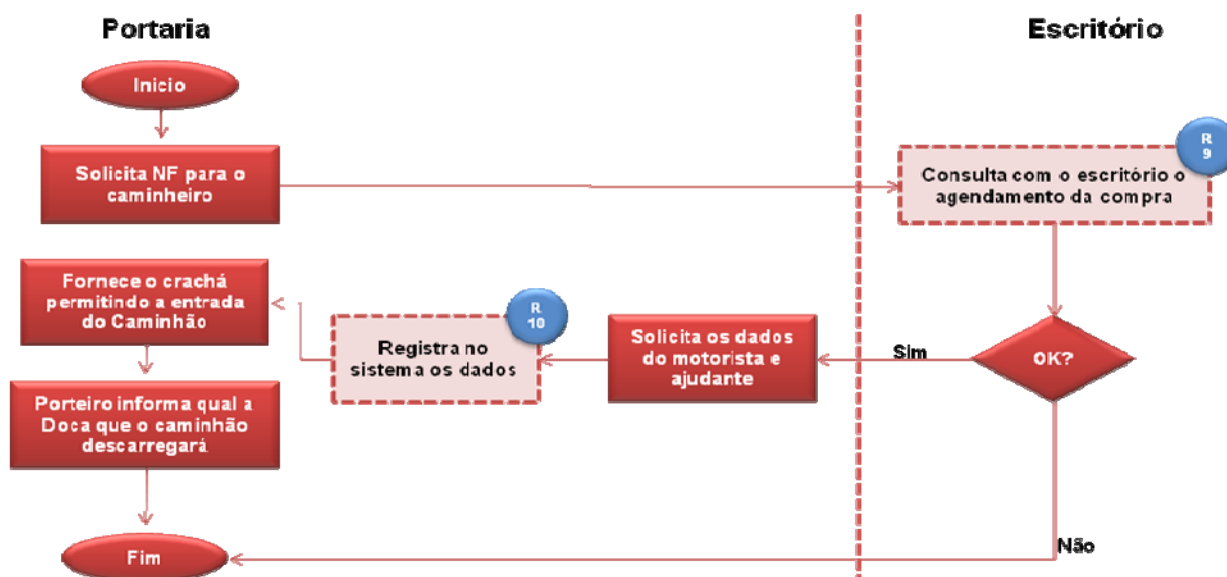 Portaria
Escritório
Inicio
Solicita NF para o
caminheiro
R
9
Consulta com o escritório o
agendamento da compra
Fornece o crachá
permitindo a entrada
do Caminhão
R
10
Registra no
sistema os dados
Solicita os dados
do motorista e
ajudante
Sim
OK?
Porteiro informa qual a
Doca que o caminhão
descarregará
Fim
Não